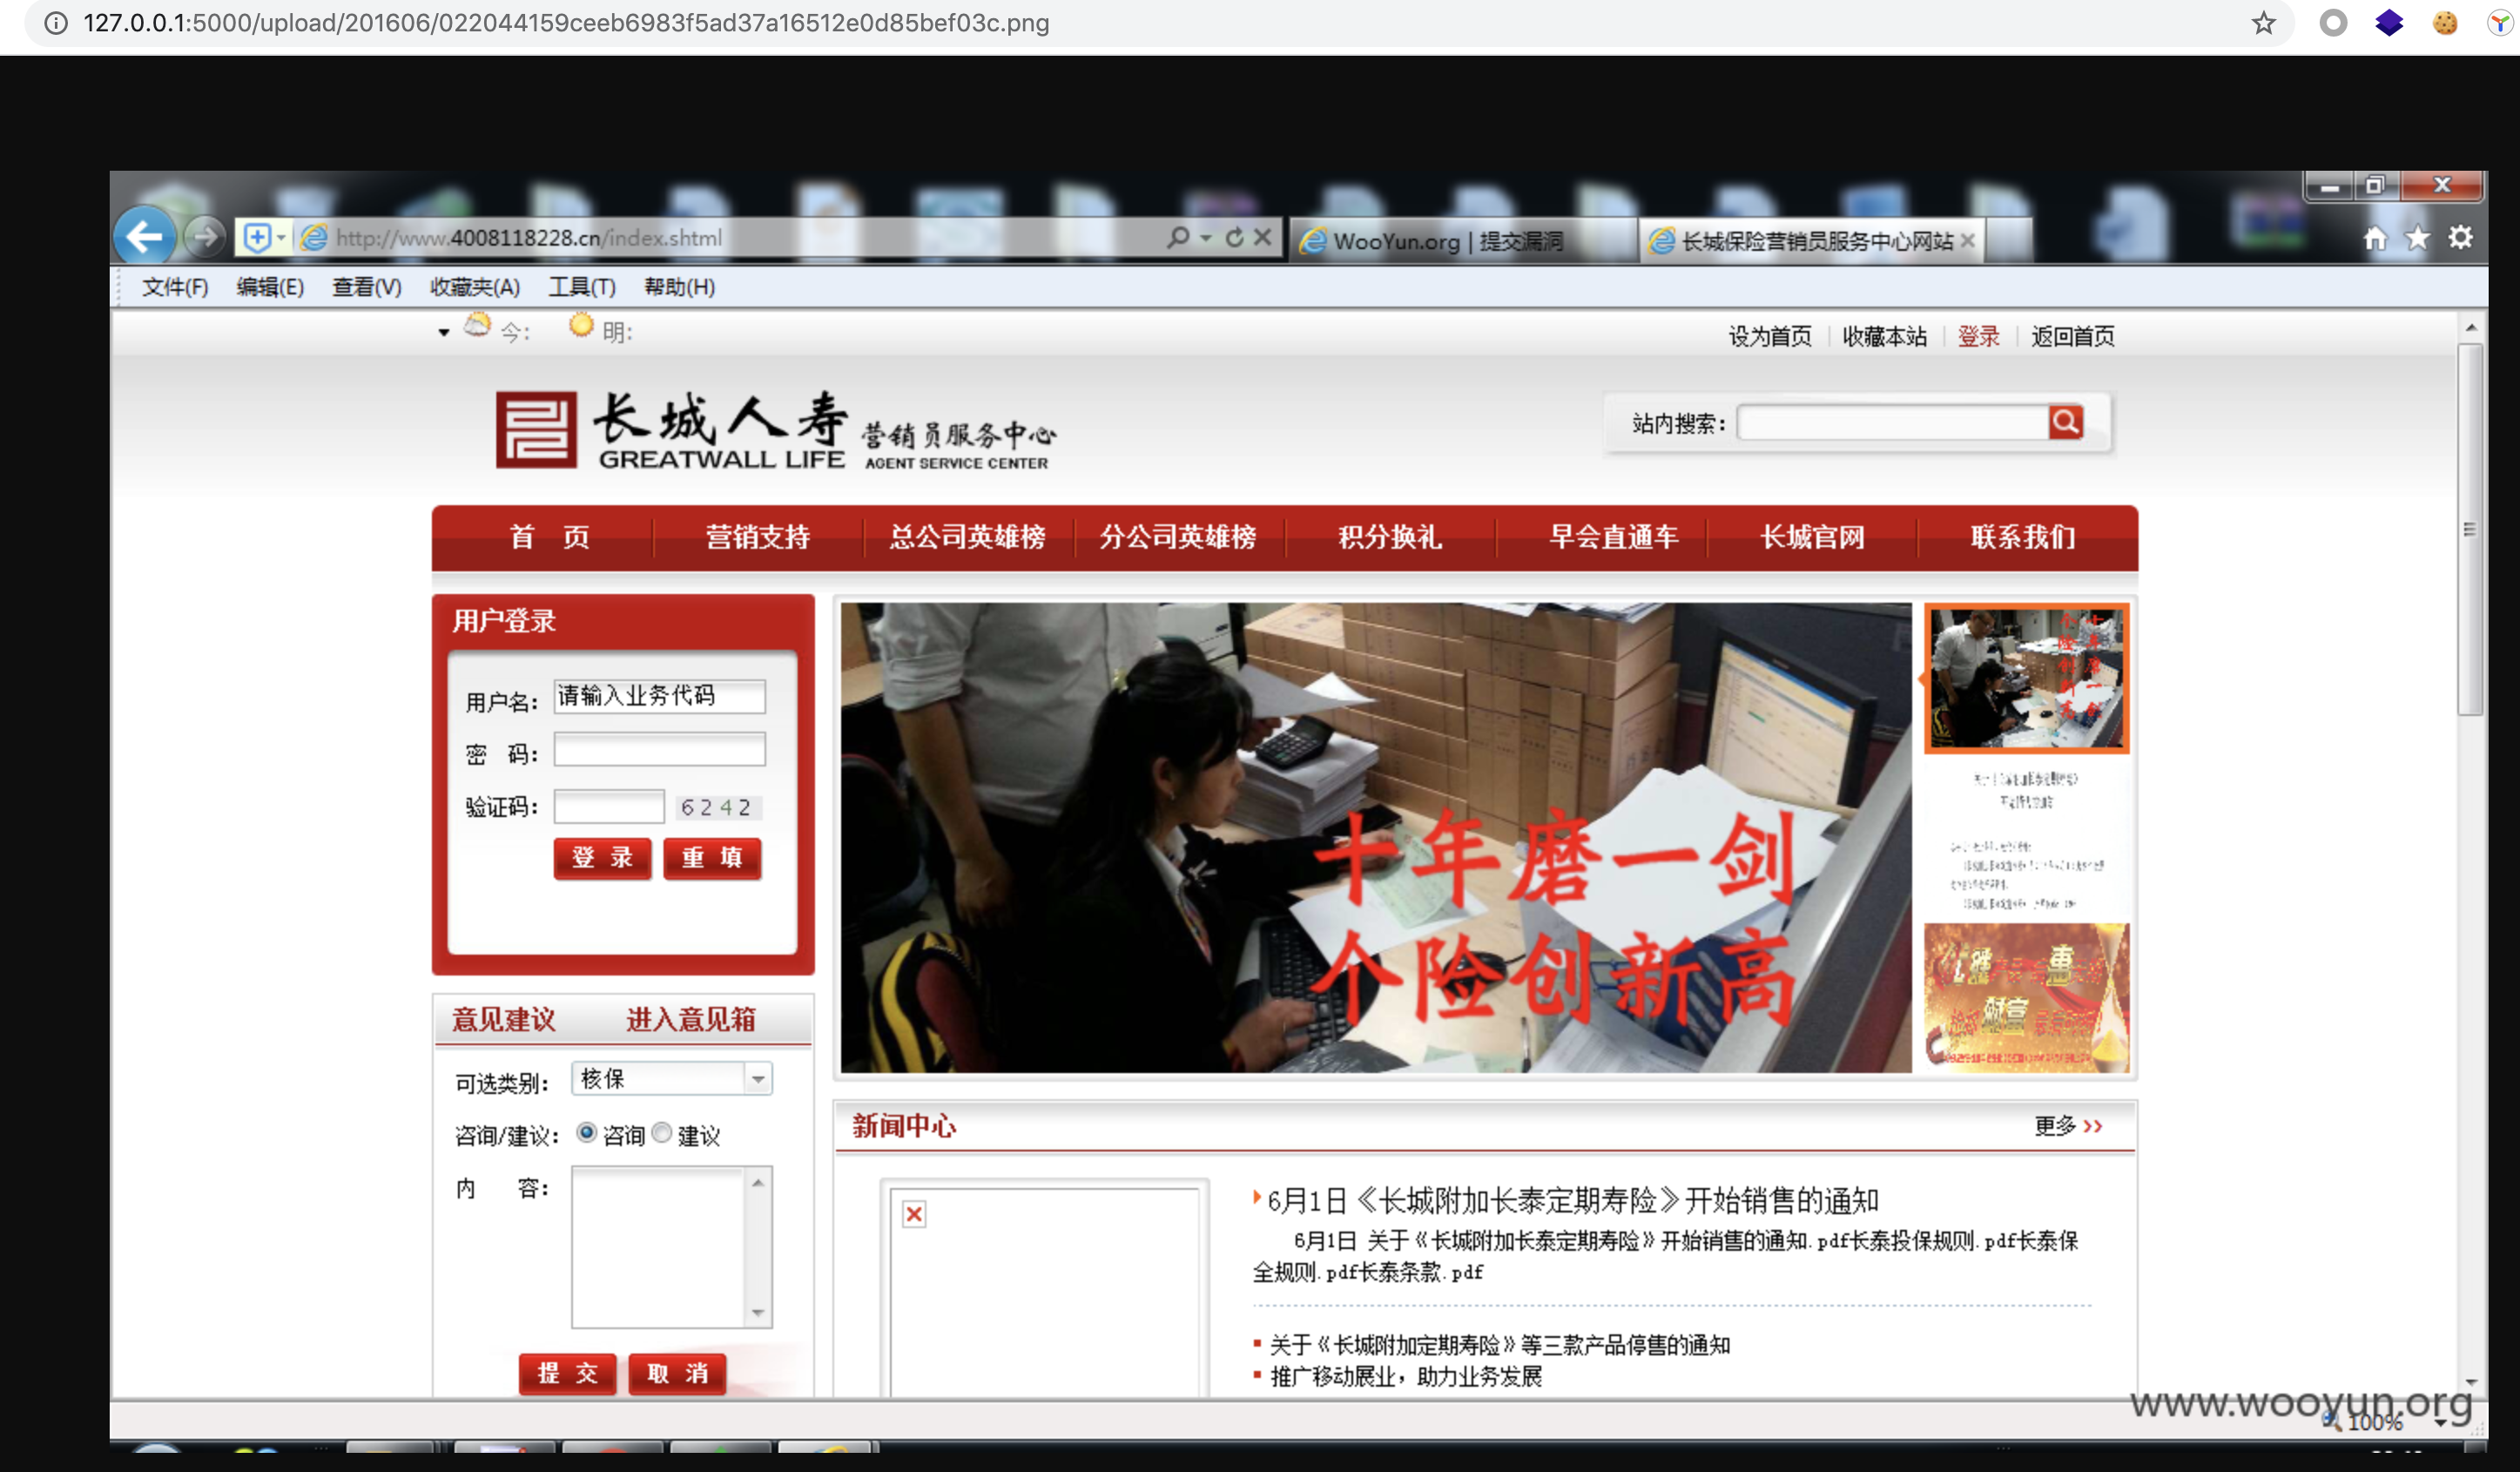 127.0.0.1:5000/upload/201606/022044159ceeb6983f5ad37a16512e0d85bef03c.png
http://www.4008118228.cn/index.shtml
WooYun.org | 提交漏洞
长城保险营销员服务中心网站
文件(F) 编辑(E) 查看(V) 收藏夹(A) 工具(T) 帮助(H)
今: 明:
设为首页 收藏本站 登录 返回首页
长城人寿 营销员服务中心
GREATWALL LIFE AGENT SERVICE CENTER
站内搜索:
首 页 营销支持 总公司英雄榜 分公司英雄榜 积分换礼 早会直通车 长城官网 联系我们
用户登录
用户名: 请输入业务代码
密 码:
验证码: 6242
登 录 重 填
十年磨一剑
个险创新高
意见建议 进入意见箱
可选类别: 核保
咨询/建议: 咨询 建议
内 容:
提 交 取 消
新闻中心 更多 >>
6月1日《长城附加长泰定期寿险》开始销售的通知
6月1日 关于《长城附加长泰定期寿险》开始销售的通知.pdf长泰投保规则.pdf长泰保
全规则.pdf长泰条款.pdf
关于《长城附加定期寿险》等三款产品停售的通知
推广移动展业，助力业务发展
www.wooyun.org
100%